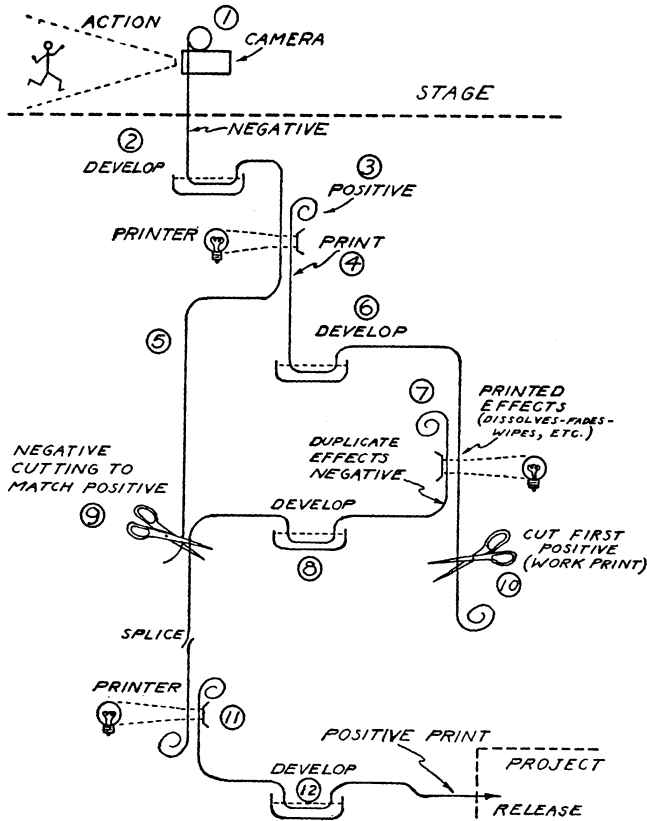 1
ACTION
CAMERA
STAGE
NEGATIVE
2
DEVELOP
3
POSITIVE
PRINTER
PRINT
4
5
6
DEVELOP
7
PRINTED
EFFECTS
(DISSOLVES-FADES-
WIPES, ETC.)
DUPLICATE
EFFECTS
NEGATIVE
NEGATIVE
CUTTING TO
MATCH POSITIVE
9
DEVELOP
8
CUT FIRST
POSITIVE
(WORK PRINT)
10
SPLICE
PRINTER
11
POSITIVE PRINT
DEVELOP
12
PROJECT
RELEASE